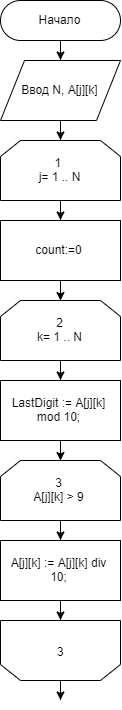 Начало
Ввод N, A[j][k]
1
j= 1 .. N
count:=0
2
k= 1 .. N
LastDigit := A[j][k]
mod 10;
3
A[j][k] > 9
A[j][k] := A[j][k] div
10;
3